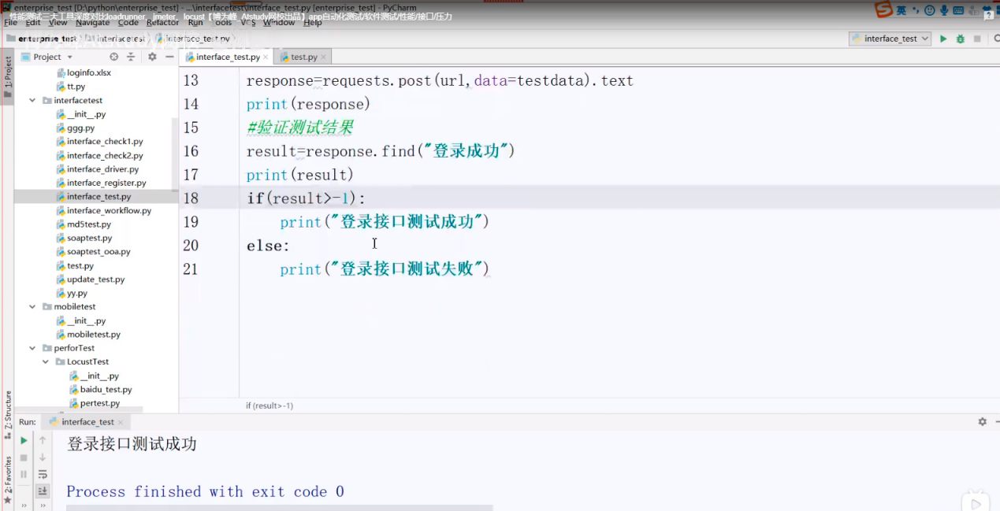 enterprise_test [D:\python\enterprise_test] - ...\interfacetest\interface_test.py [enterprise_test] - PyCharm
性能测试三大工具深度对比loadrunner、jmeter、locust【博为峰_Atstudy网校出品】app自动化测试/软件测试/性能/接口/压力
File Edit View Navigate Code Refactor Run Tools VCS Window Help
英
enterprise_test interfacetest interface_test.py
interface_test
1: Project
Project
interface_test.py
test.py
loginfo.xlsx
tt.py
interfacetest
__init__.py
ggg.py
interface_check1.py
interface_check2.py
interface_driver.py
interface_register.py
interface_test.py
interface_workflow.py
md5test.py
soaptest.py
soaptest_ooa.py
test.py
update_test.py
yy.py
mobiletest
__init__.py
mobiletest.py
perforTest
LocustTest
__init__.py
baidu_test.py
pertest.py
13 response=requests.post(url,data=testdata).text
14 print(response)
15 #验证测试结果
16 result=response.find("登录成功")
17 print(result)
18 if(result>-1):
19 print("登录接口测试成功")
20 else:
21 print("登录接口测试失败")
if (result>-1)
Z: Structure
2: Favorites
Run: interface_test
登录接口测试成功
Process finished with exit code 0